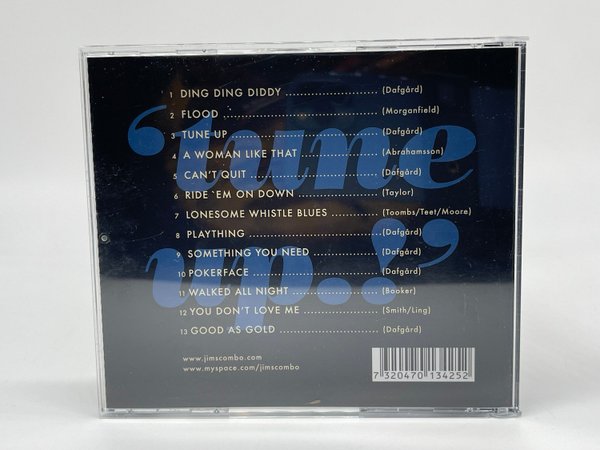 'tune up..!'
1 DING DING DIDDY ........................ (Dafgård)
2 FLOOD ........................ (Morganfield)
3 TUNE UP ........................ (Dafgård)
4 A WOMAN LIKE THAT ........................ (Abrahamsson)
5 CAN'T QUIT ........................ (Dafgård)
6 RIDE `EM ON DOWN ........................ (Taylor)
7 LONESOME WHISTLE BLUES ........................ (Toombs/Teet/Moore)
8 PLAYTHING ........................ (Dafgård)
9 SOMETHING YOU NEED ........................ (Dafgård)
10 POKERFACE ........................ (Dafgård)
11 WALKED ALL NIGHT ........................ (Booker)
12 YOU DON'T LOVE ME ........................ (Smith/Ling)
13 GOOD AS GOLD ........................ (Dafgård)
www.jimscombo.com
www.myspace.com/jimscombo
7 320470 134252